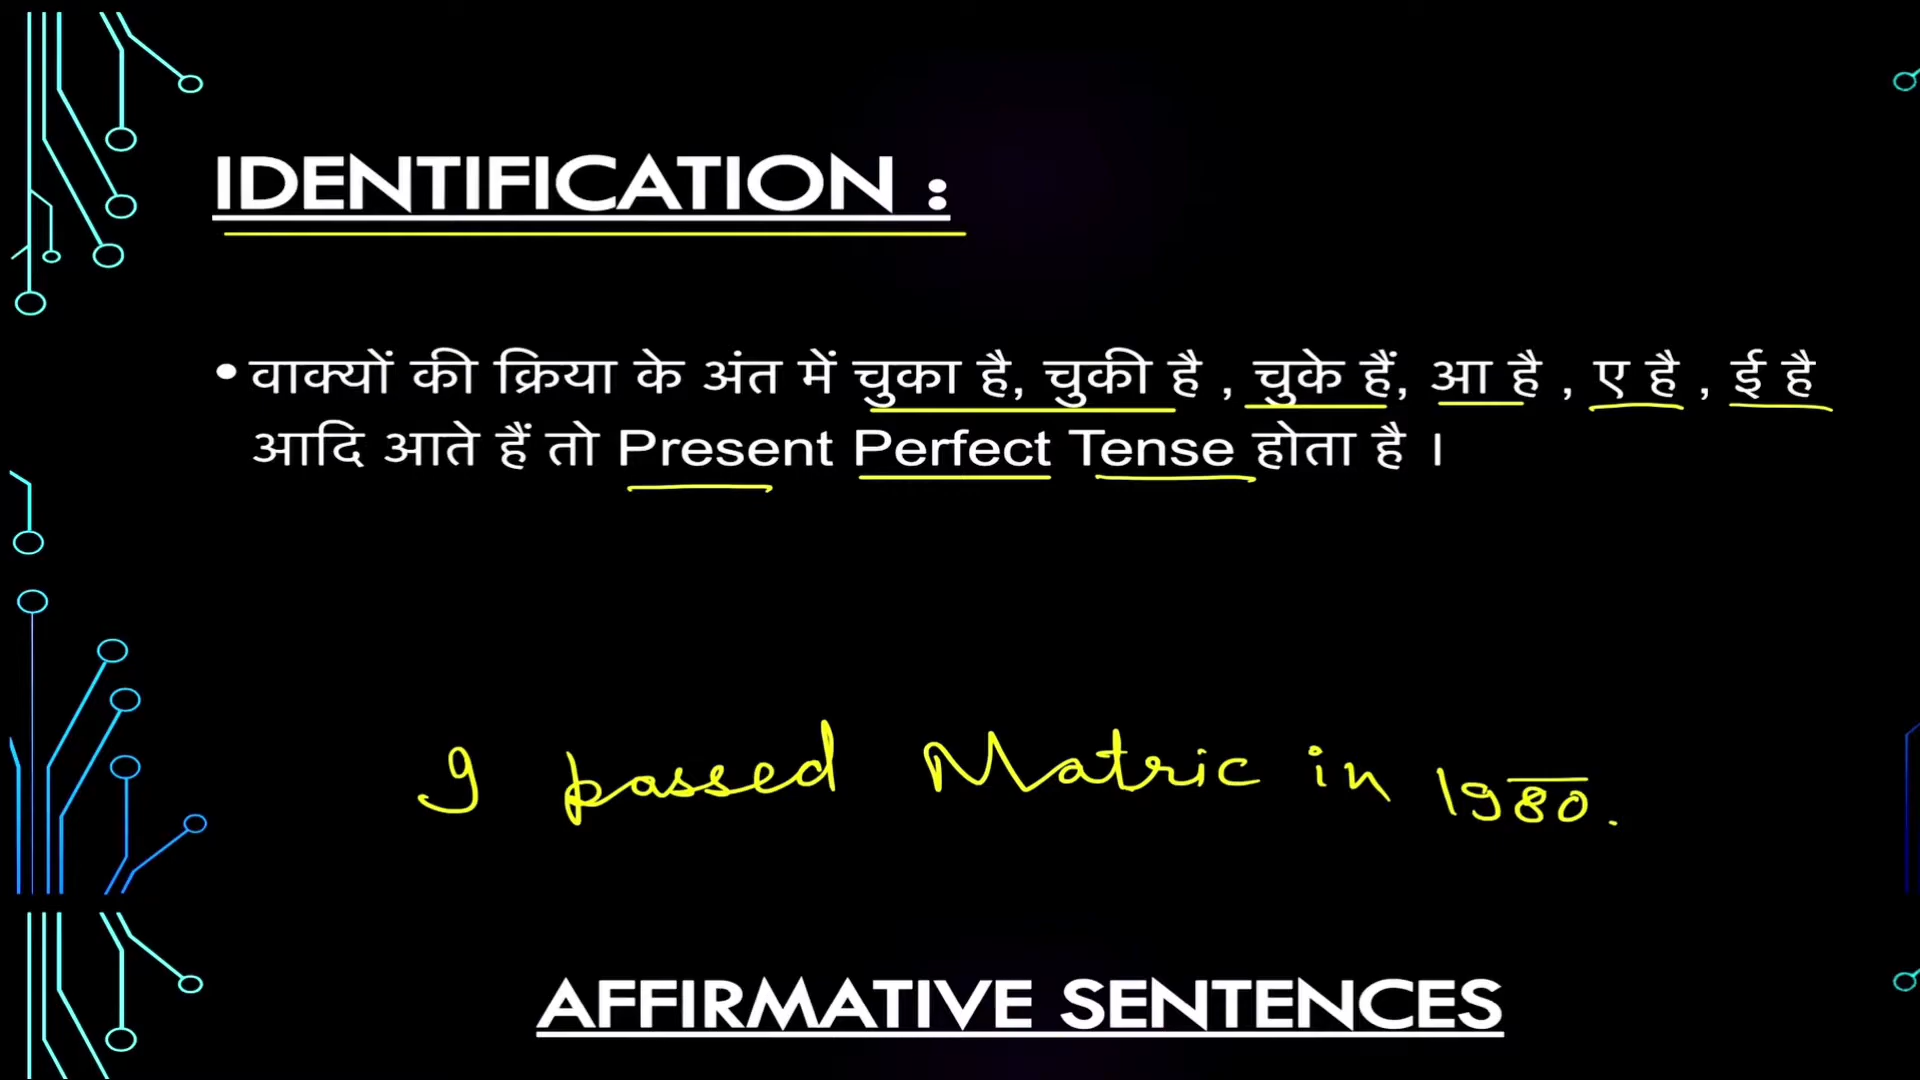 IDENTIFICATION :
• वाक्यों की क्रिया के अंत में चुका है, चुकी है , चुके हैं, आ है , ए है , ई है
आदि आते हैं तो Present Perfect Tense होता है ।
I passed Matric in 1980.
AFFIRMATIVE SENTENCES